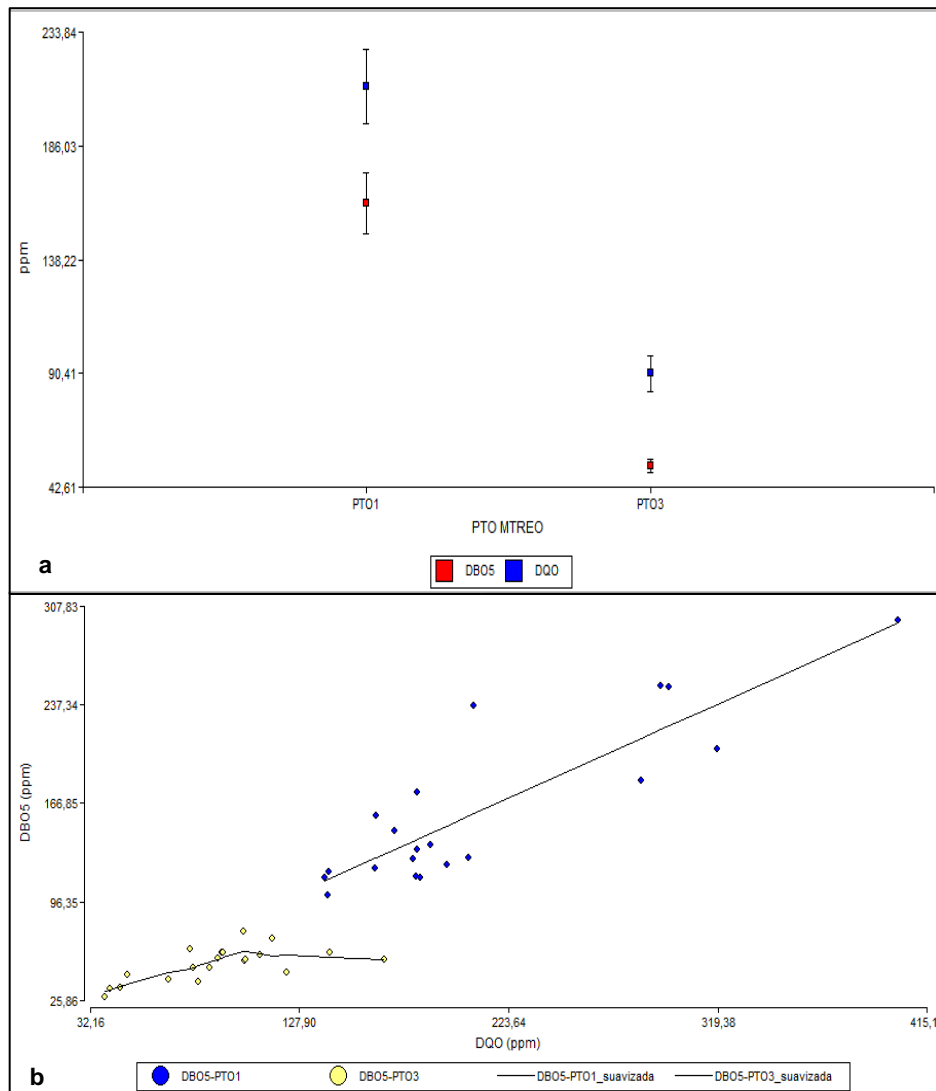 233,84
186,03
138,22
90,41
42,61
ppm
PTO1 PTO3
PTO MTREO
a
DBO5 DQO
307,83
237,34
166,85
96,35
25,86
DBO5 (ppm)
32,16 127,90 223,64 319,38 415,1
DQO (ppm)
b
DBO5-PTO1 DBO5-PTO3 DBO5-PTO1_suavizada DBO5-PTO3_suavizada